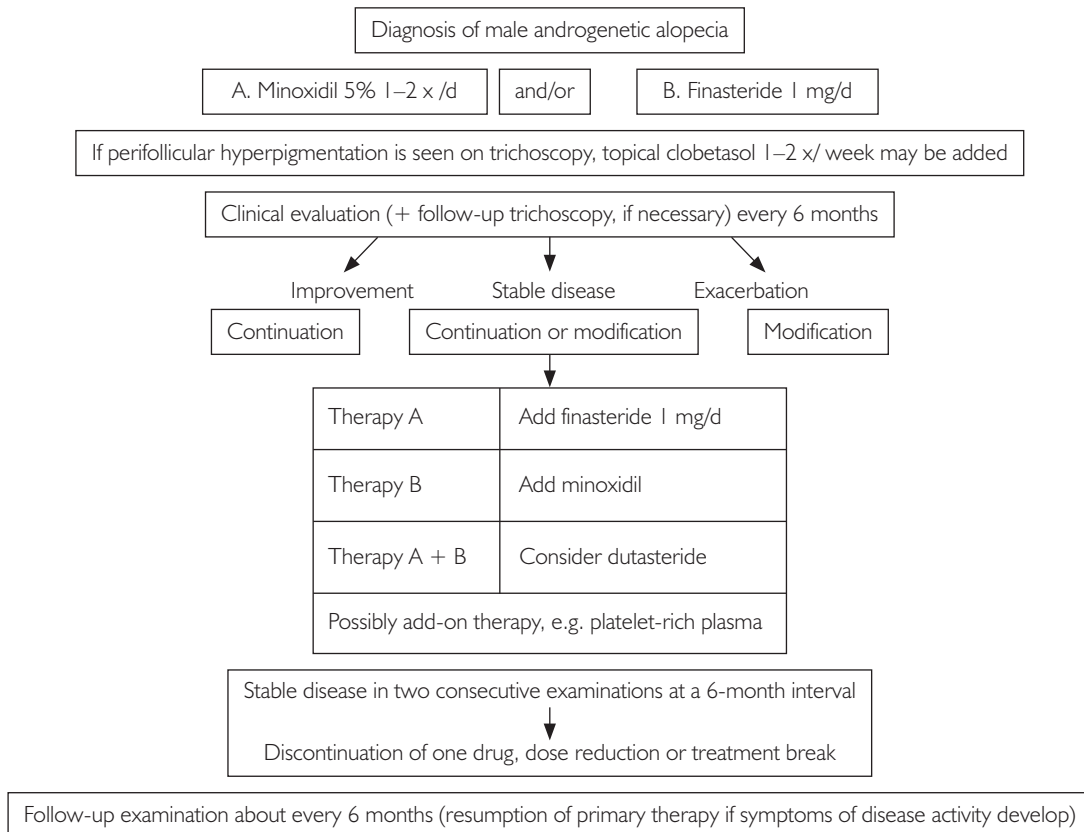 Diagnosis of male androgenetic alopecia
A. Minoxidil 5% 1–2 x /d
and/or
B. Finasteride 1 mg/d
If perifollicular hyperpigmentation is seen on trichoscopy, topical clobetasol 1–2 x/ week may be added
Clinical evaluation (+ follow-up trichoscopy, if necessary) every 6 months
Improvement
Stable disease
Exacerbation
Continuation
Continuation or modification
Modification
Therapy A
Add finasteride 1 mg/d
Therapy B
Add minoxidil
Therapy A + B
Consider dutasteride
Possibly add-on therapy, e.g. platelet-rich plasma
Stable disease in two consecutive examinations at a 6-month interval
Discontinuation of one drug, dose reduction or treatment break
Follow-up examination about every 6 months (resumption of primary therapy if symptoms of disease activity develop)